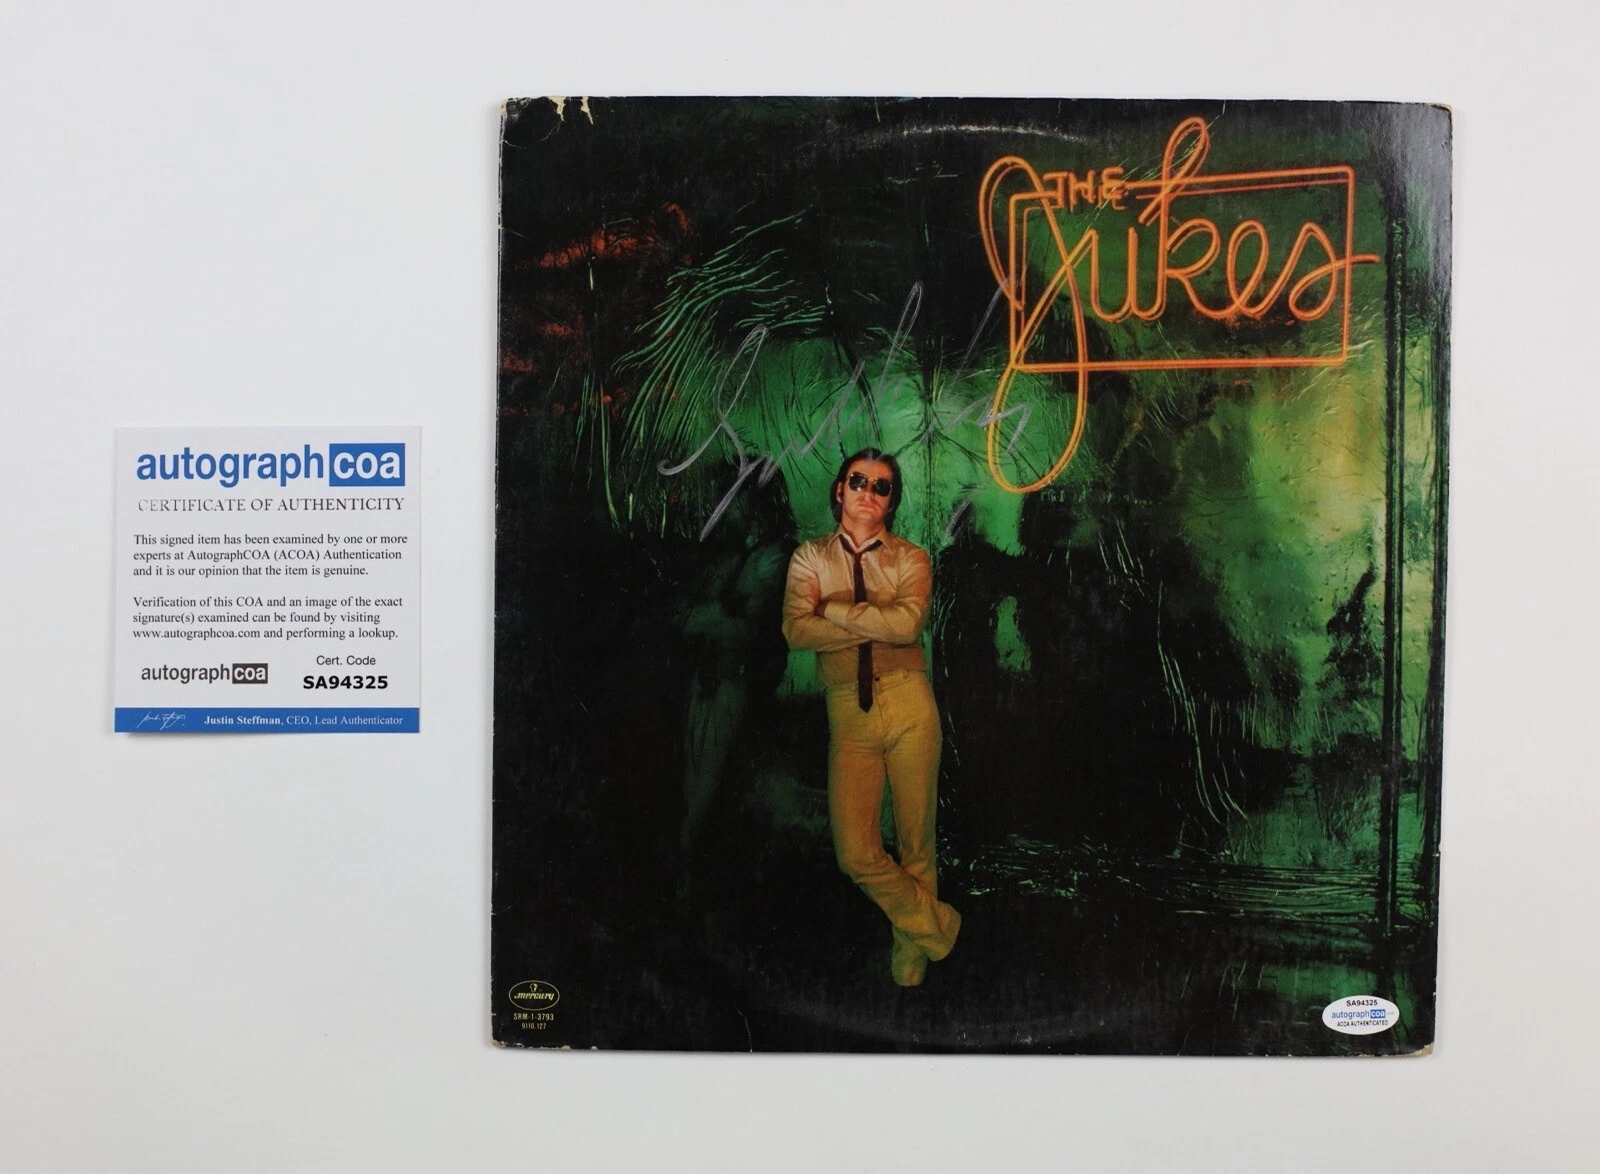 autographcoa
CERTIFICATE OF AUTHENTICITY
This signed item has been examined by one or more
experts at AutographCOA (ACOA) Authentication
and it is our opinion that the item is genuine.
Verification of this COA and an image of the exact
signature(s) examined can be found by visiting
www.autographcoa.com and performing a lookup.
autographcoa
Cert. Code
SA94325
Justin Steffman, CEO, Lead Authenticator
THE
Jukes
mercury
SRM-1-3793
9110.127
SA94325
autographcoa
ACOA AUTHENTICATED